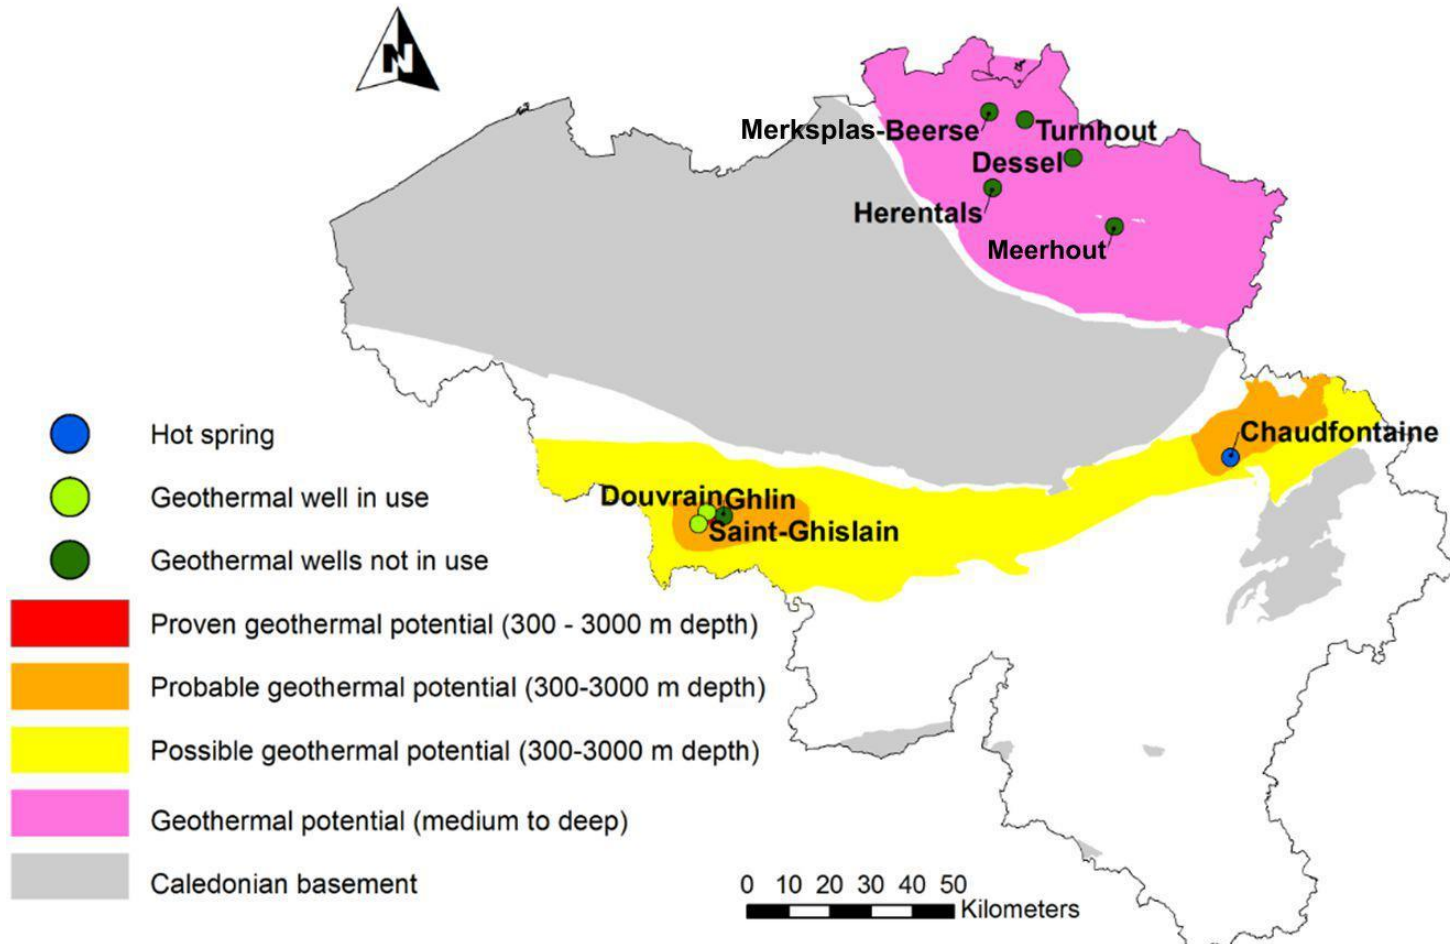 N
Merksplas-Beerse
Turnhout
Dessel
Herentals
Meerhout
Chaudfontaine
Douvrain
Ghlin
Saint-Ghislain
Hot spring
Geothermal well in use
Geothermal wells not in use
Proven geothermal potential (300 - 3000 m depth)
Probable geothermal potential (300-3000 m depth)
Possible geothermal potential (300-3000 m depth)
Geothermal potential (medium to deep)
Caledonian basement
0 10 20 30 40 50
Kilometers